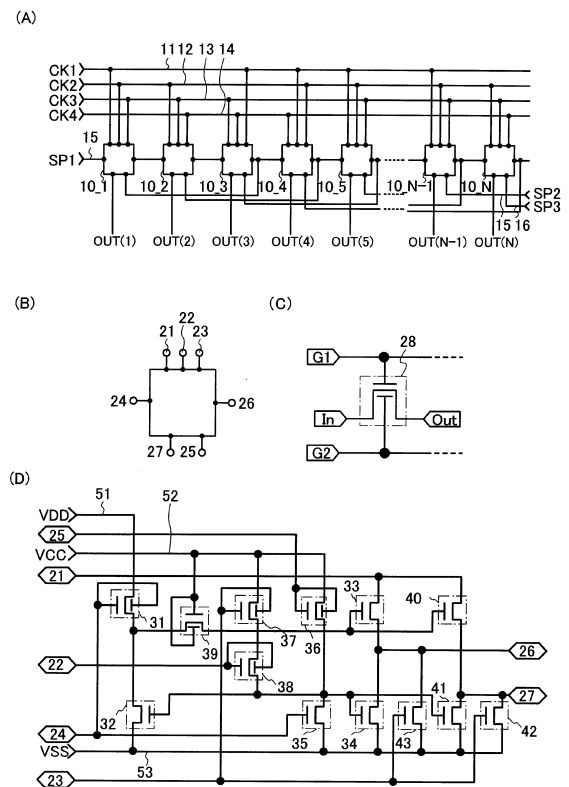 (A)
11 12 13 14
CK1
CK2
CK3
CK4
15
SP1
10_1 10_2 10_3 10_4 10_5 10_N-1 10_N
SP2
SP3
15 16
OUT(1) OUT(2) OUT(3) OUT(4) OUT(5) OUT(N-1) OUT(N)
(B)
21 22 23
24 26
27 25
(C)
G1 28
In Out
G2
(D)
51 52
VDD
25
VCC
21
33 40
31 39 37 36
26
22
38
27
32 35 34 43 41 42
24
VSS
53
23